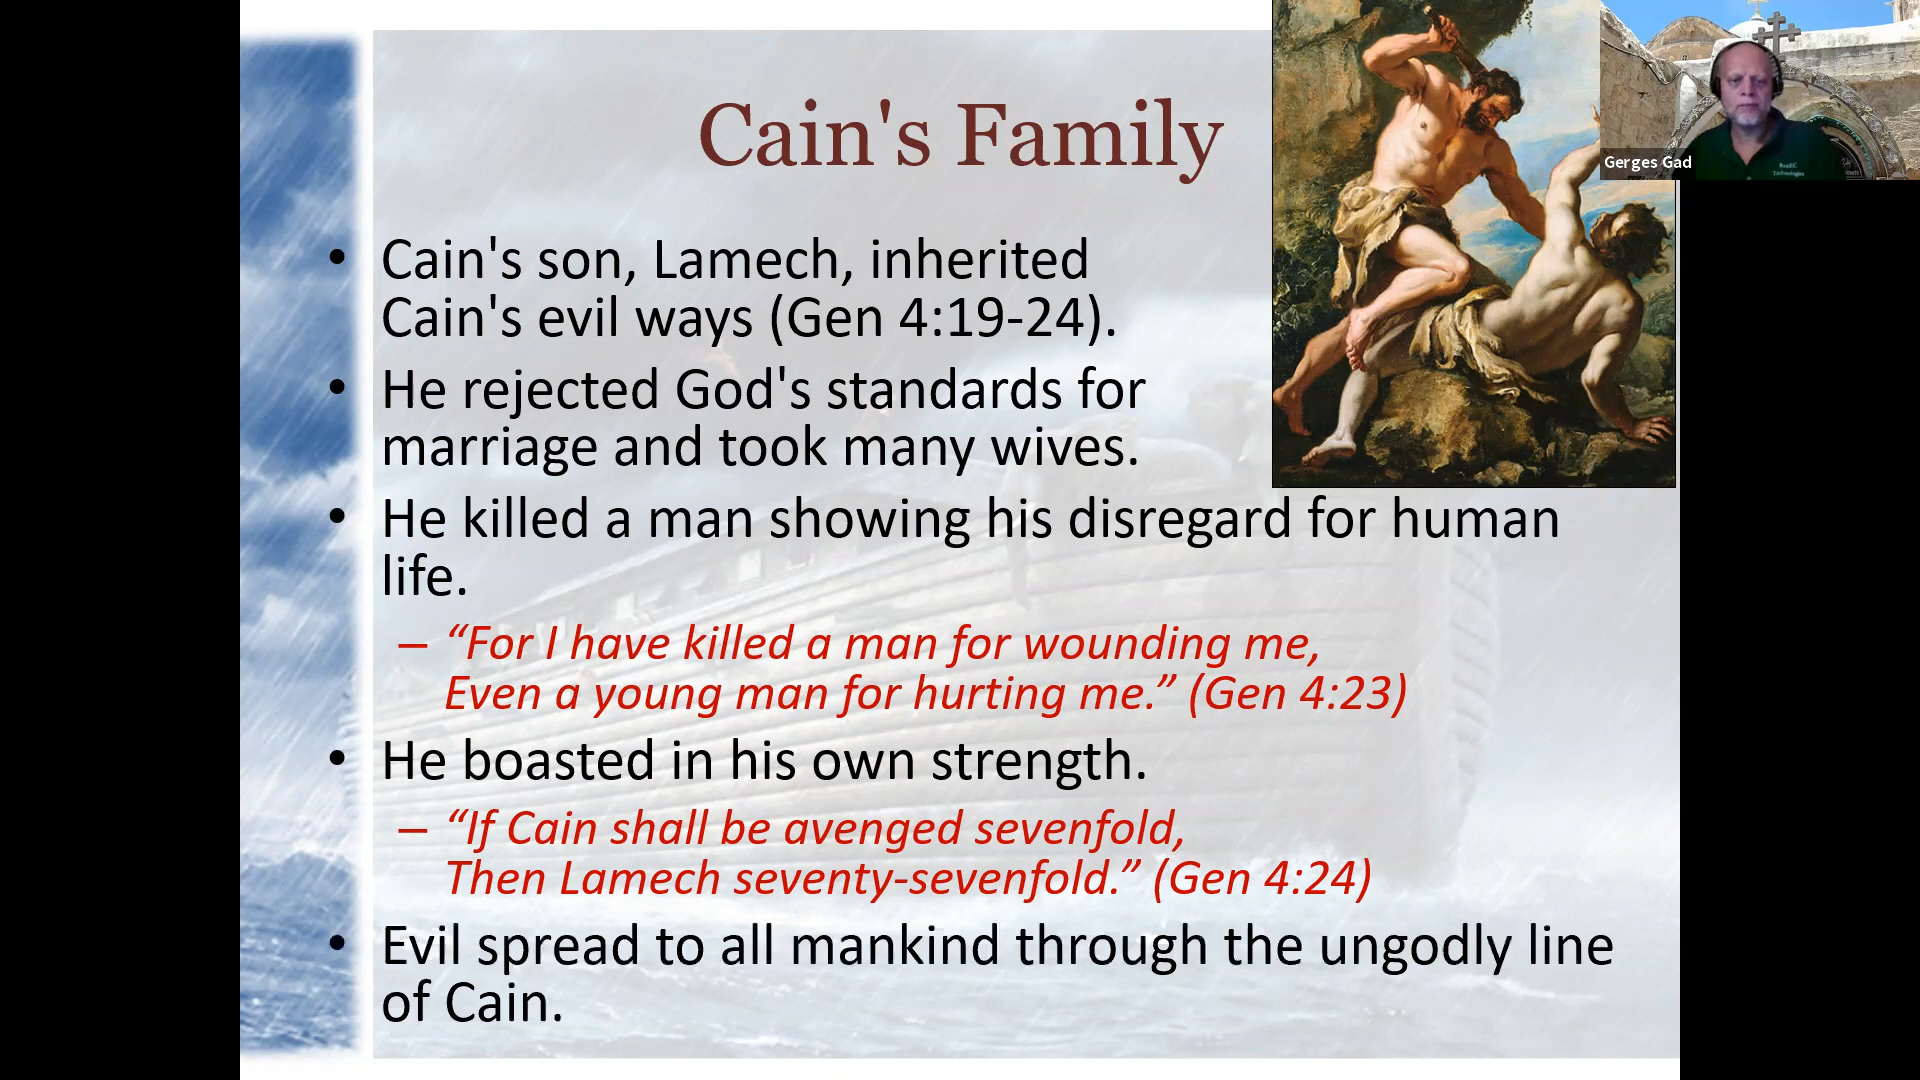 Cain's Family
• Cain's son, Lamech, inherited
Cain's evil ways (Gen 4:19-24).
• He rejected God's standards for
marriage and took many wives.
• He killed a man showing his disregard for human
life.
– “For I have killed a man for wounding me,
Even a young man for hurting me.” (Gen 4:23)
• He boasted in his own strength.
– “If Cain shall be avenged sevenfold,
Then Lamech seventy-sevenfold.” (Gen 4:24)
• Evil spread to all mankind through the ungodly line
of Cain.
Gerges Gad
Technologies